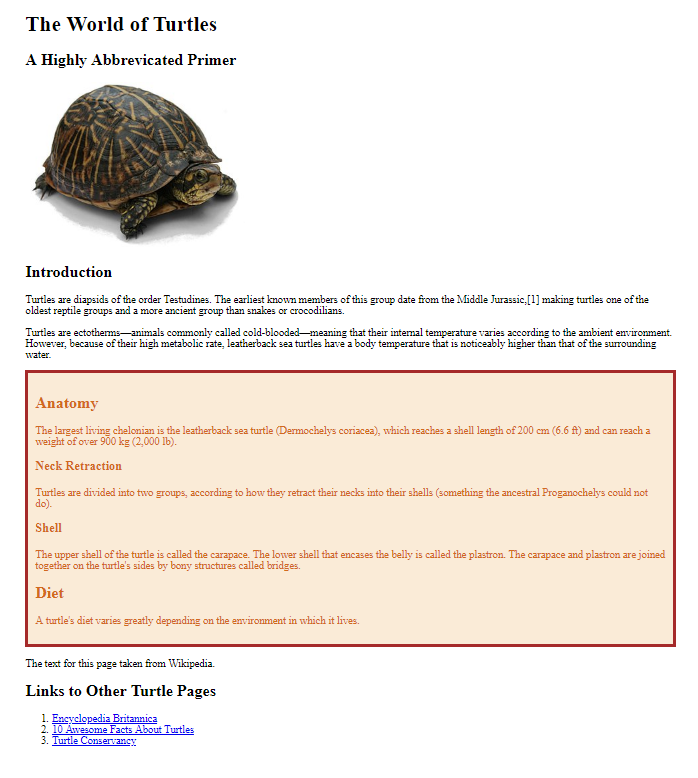 The World of Turtles
A Highly Abbrevicated Primer
Introduction
Turtles are diapsids of the order Testudines. The earliest known members of this group date from the Middle Jurassic,[1] making turtles one of the
oldest reptile groups and a more ancient group than snakes or crocodilians.
Turtles are ectotherms—animals commonly called cold-blooded—meaning that their internal temperature varies according to the ambient environment.
However, because of their high metabolic rate, leatherback sea turtles have a body temperature that is noticeably higher than that of the surrounding
water.
Anatomy
The largest living chelonian is the leatherback sea turtle (Dermochelys coriacea), which reaches a shell length of 200 cm (6.6 ft) and can reach a
weight of over 900 kg (2,000 lb).
Neck Retraction
Turtles are divided into two groups, according to how they retract their necks into their shells (something the ancestral Proganochelys could not
do).
Shell
The upper shell of the turtle is called the carapace. The lower shell that encases the belly is called the plastron. The carapace and plastron are joined
together on the turtle's sides by bony structures called bridges.
Diet
A turtle's diet varies greatly depending on the environment in which it lives.
The text for this page taken from Wikipedia.
Links to Other Turtle Pages
1. Encyclopedia Britannica
2. 10 Awesome Facts About Turtles
3. Turtle Conservancy